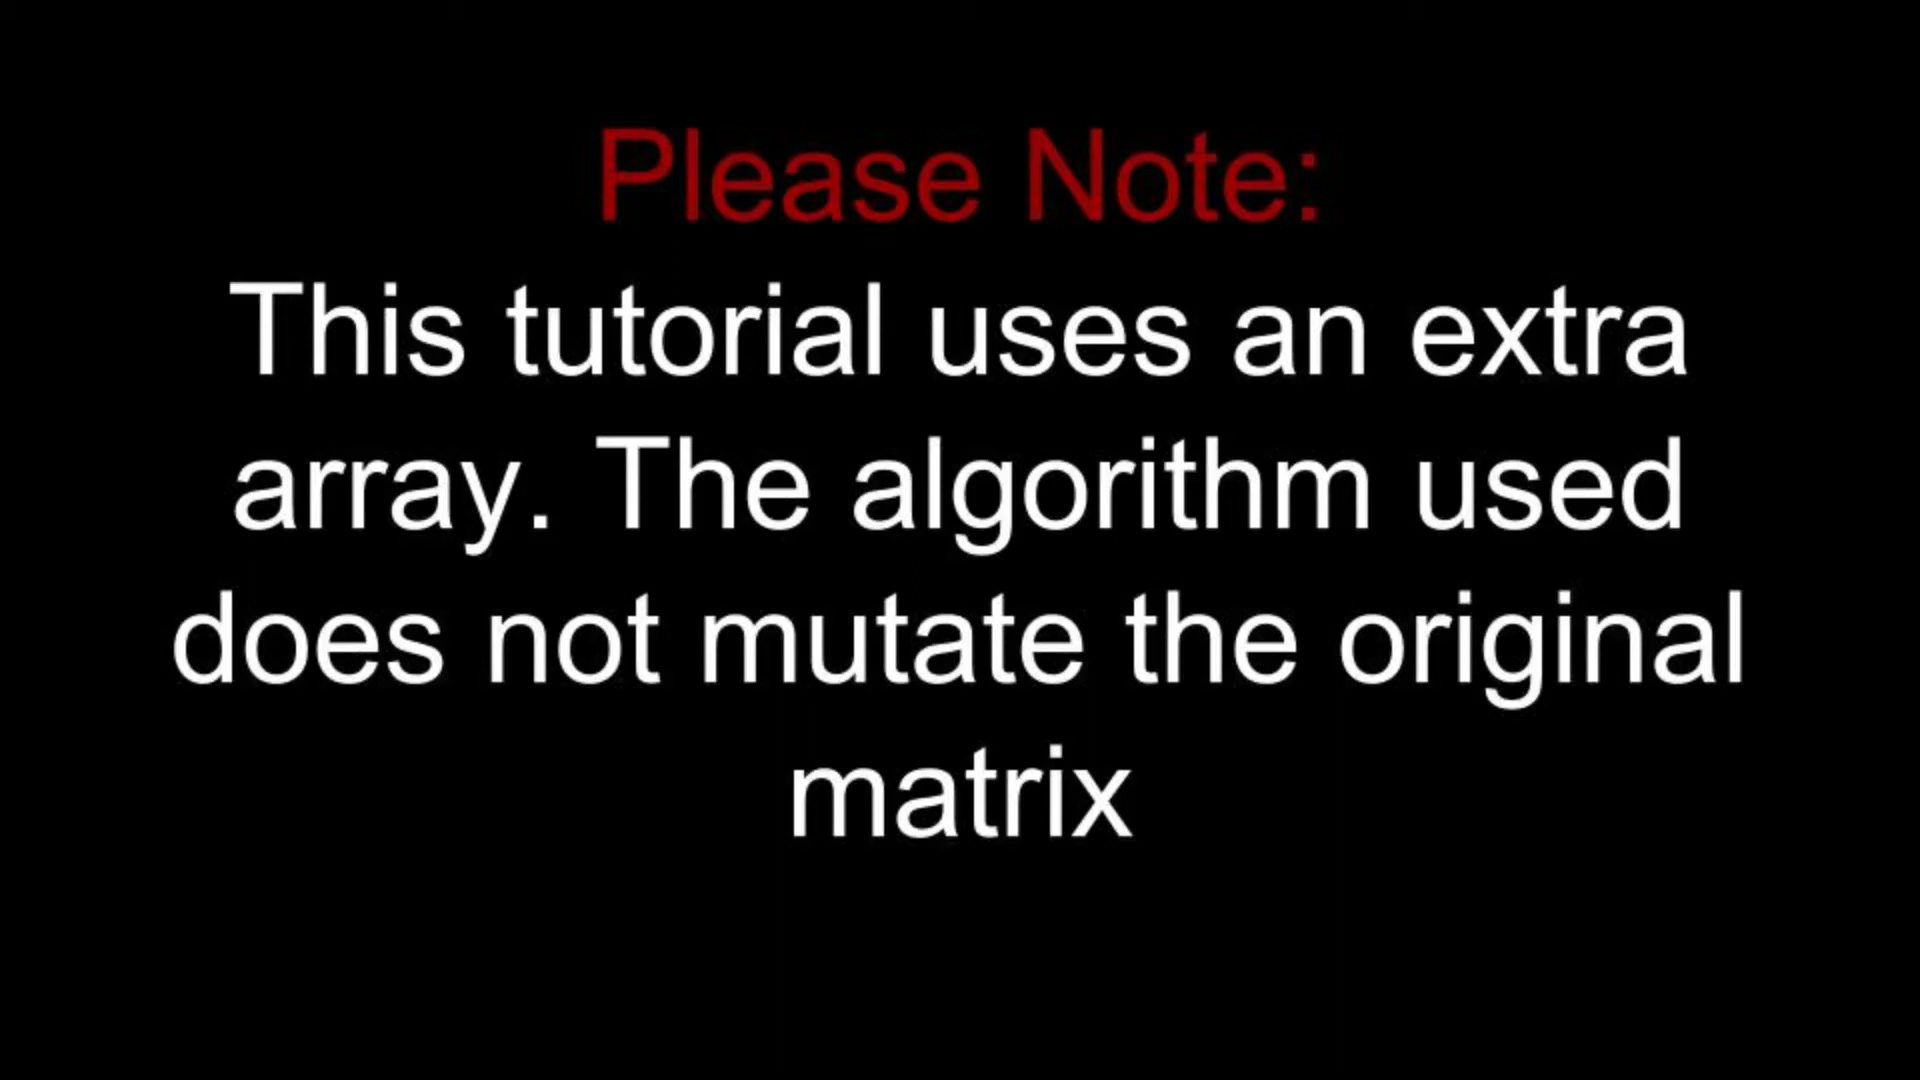 Please Note:
This tutorial uses an extra
array. The algorithm used
does not mutate the original
matrix